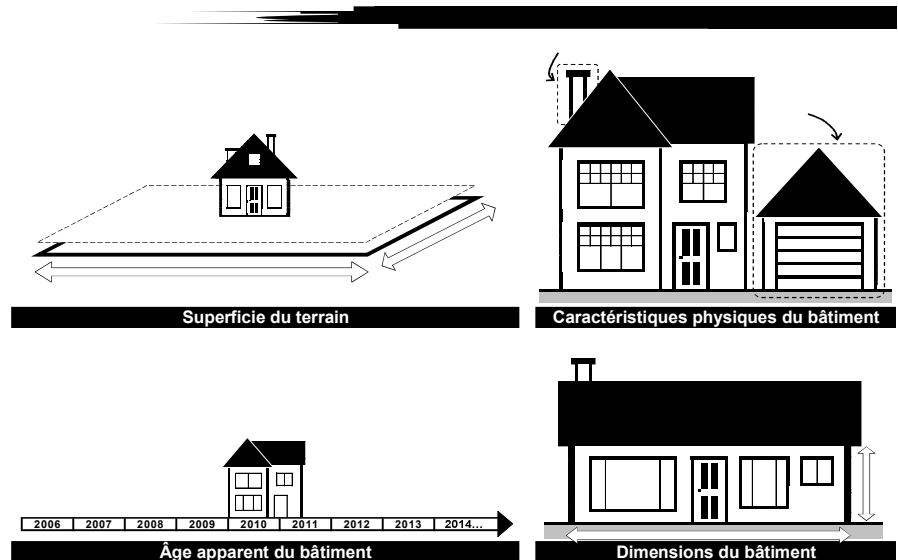 Superficie du terrain
Caractéristiques physiques du bâtiment
2006 2007 2008 2009 2010 2011 2012 2013 2014...
Âge apparent du bâtiment
Dimensions du bâtiment